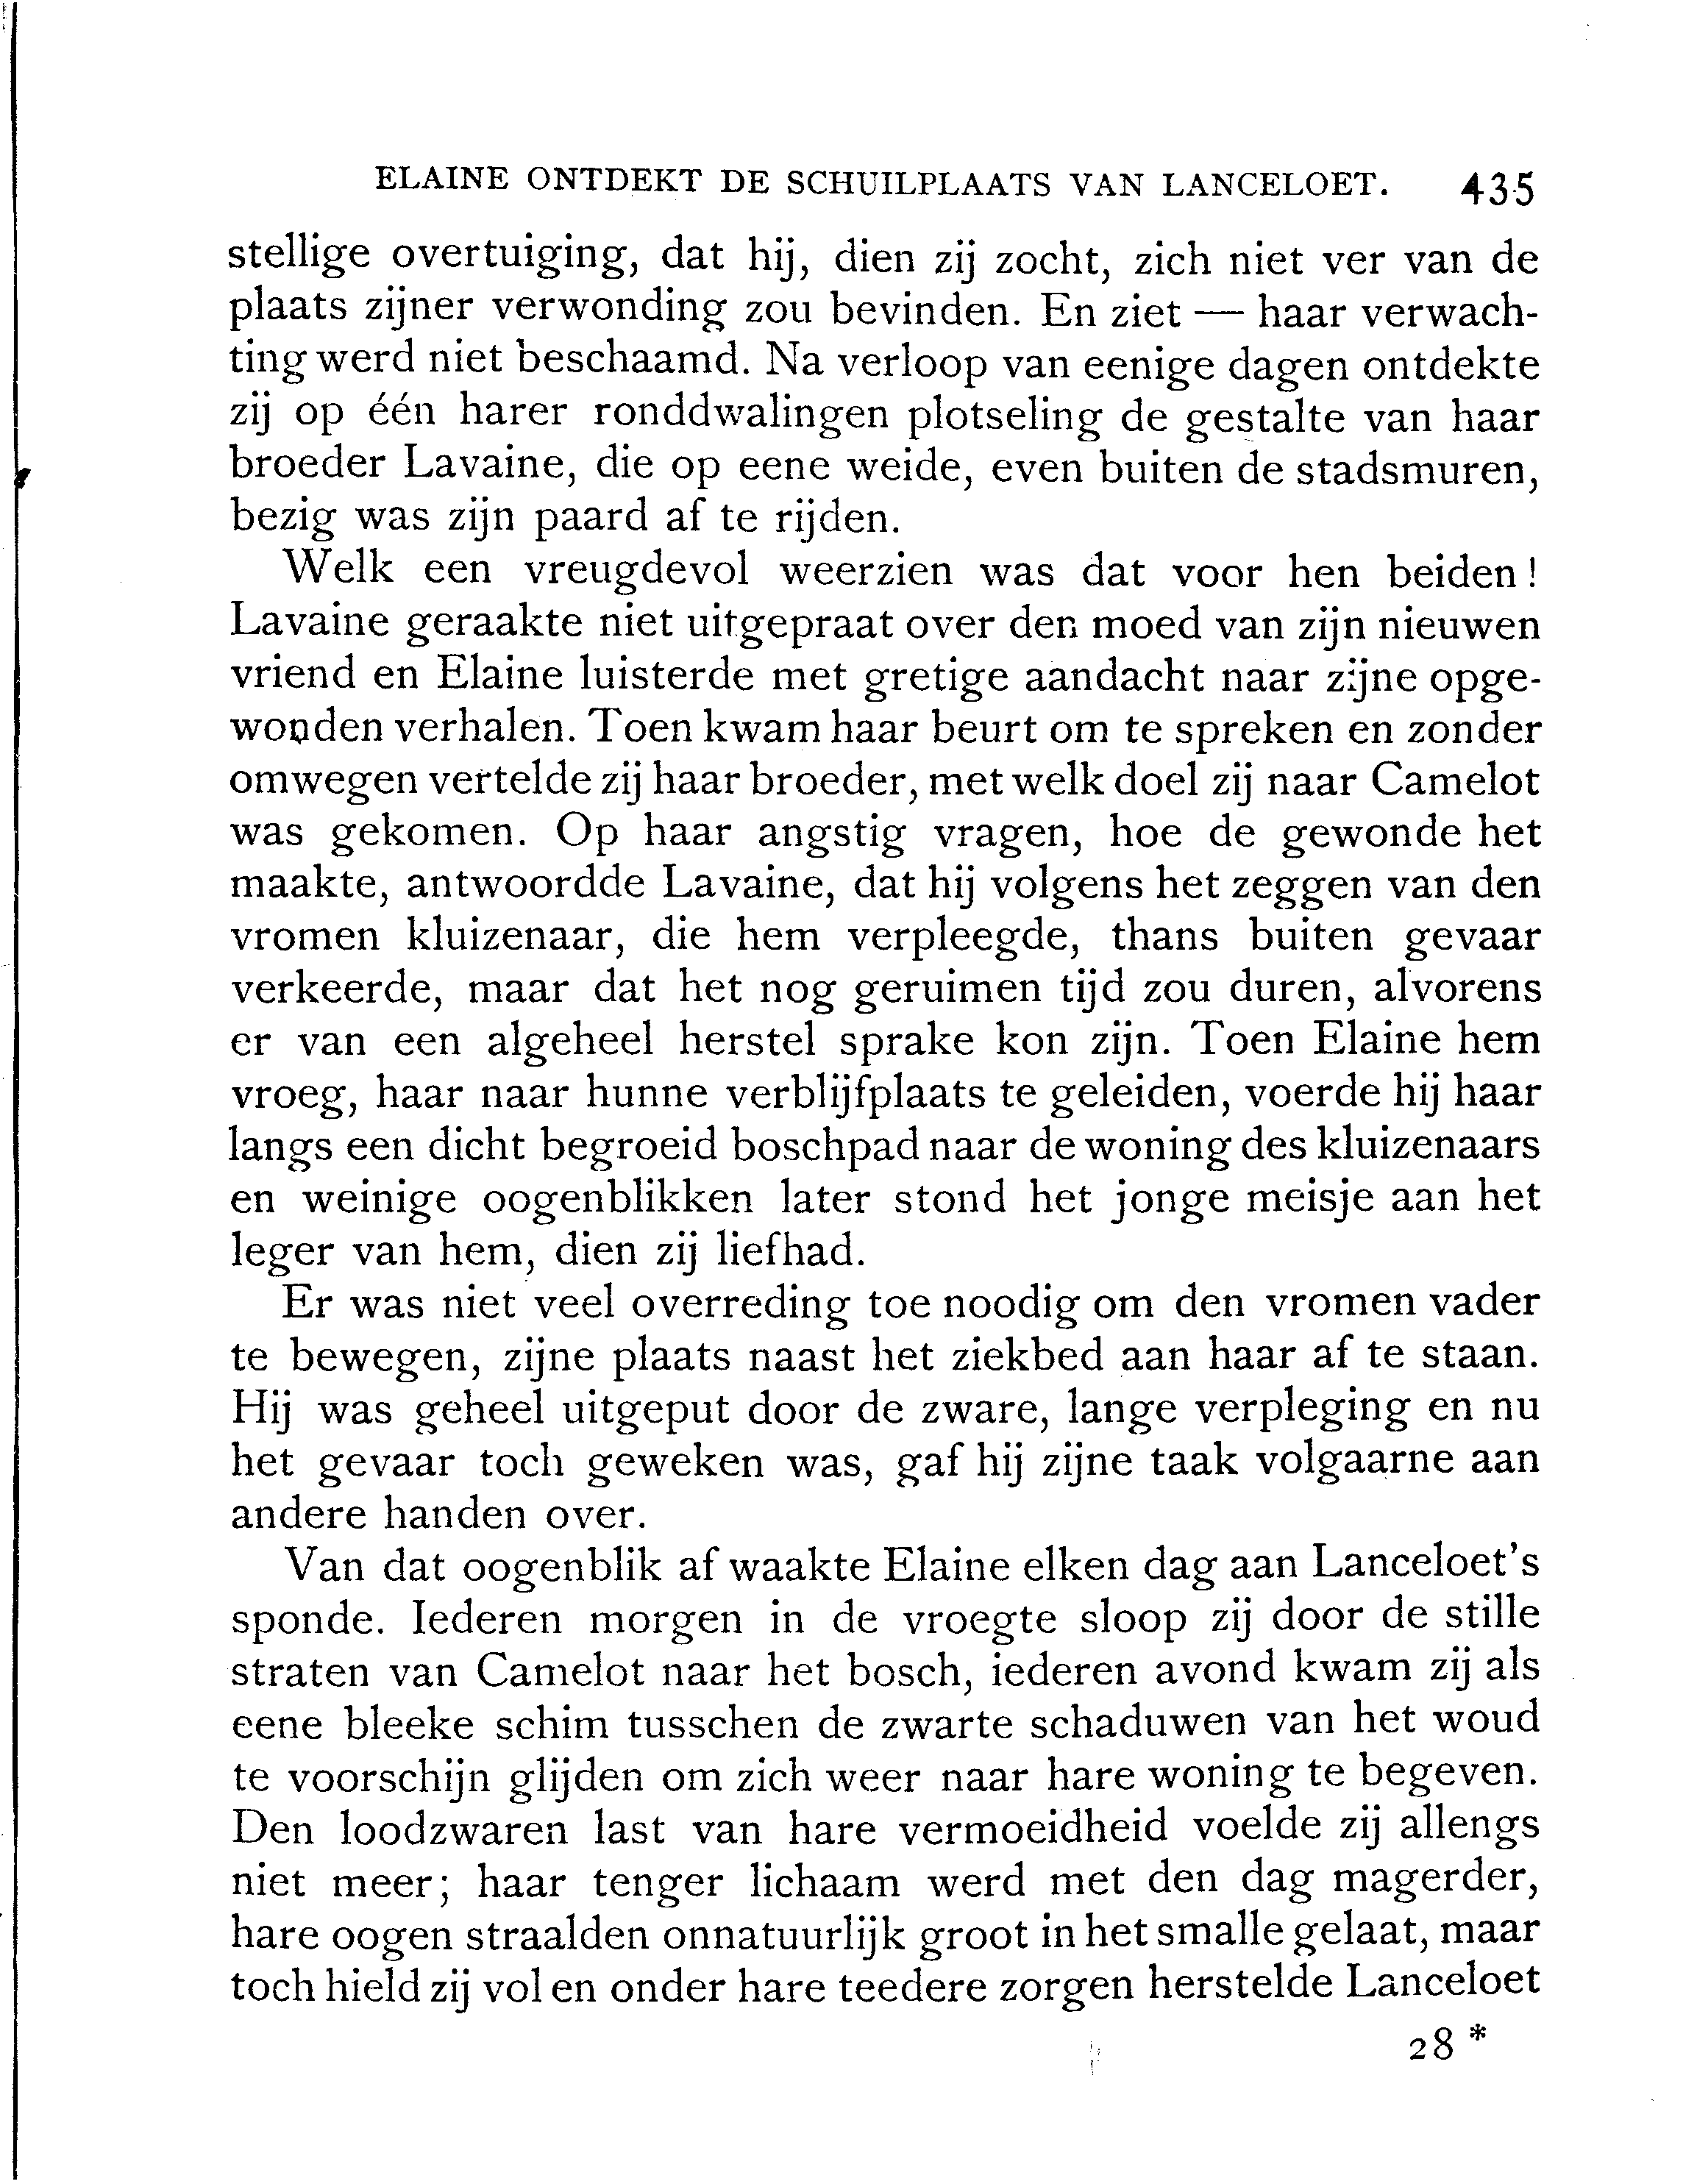 ELAINE ONTDEKT DE SCHUILPLAATS VAN LANCELOET. 435
stellige overtuiging, dat hij, dien zij zocht, zich niet ver van de
plaats zijner verwonding zou bevinden. En ziet — haar verwach-
ting werd niet beschaamd. Na verloop van eenige dagen ontdekte
zij op één harer ronddwalingen plotseling de gestalte van haar
broeder Lavaine, die op eene weide, even buiten de stadsmuren,
bezig was zijn paard af te rijden.
Welk een vreugdevol weerzien was dat voor hen beiden!
Lavaine geraakte niet uitgepraat over den moed van zijn nieuwen
vriend en Elaine luisterde met gretige aandacht naar zijne opge-
wonden verhalen. Toen kwam haar beurt om te spreken en zonder
omwegen vertelde zij haar broeder, met welk doel zij naar Camelot
was gekomen. Op haar angstig vragen, hoe de gewonde het
maakte, antwoordde Lavaine, dat hij volgens het zeggen van den
vromen kluizenaar, die hem verpleegde, thans buiten gevaar
verkeerde, maar dat het nog geruimen tijd zou duren, alvorens
er van een algeheel herstel sprake kon zijn. Toen Elaine hem
vroeg, haar naar hunne verblijfplaats te geleiden, voerde hij haar
langs een dicht begroeid boschpad naar de woning des kluizenaars
en weinige oogenblikken later stond het jonge meisje aan het
leger van hem, dien zij liefhad.
Er was niet veel overreding toe noodig om den vromen vader
te bewegen, zijne plaats naast het ziekbed aan haar af te staan.
Hij was geheel uitgeput door de zware, lange verpleging en nu
het gevaar toch geweken was, gaf hij zijne taak volgaarne aan
andere handen over.
Van dat oogenblik af waakte Elaine elken dag aan Lanceloet's
sponde. Iederen morgen in de vroegte sloop zij door de stille
straten van Camelot naar het bosch, iederen avond kwam zij als
eene bleeke schim tusschen de zwarte schaduwen van het woud
te voorschijn glijden om zich weer naar hare woning te begeven.
Den loodzwaren last van hare vermoeidheid voelde zij allengs
niet meer; haar tenger lichaam werd met den dag magerder,
hare oogen straalden onnatuurlijk groot in het smalle gelaat, maar
toch hield zij vol en onder hare teedere zorgen herstelde Lanceloet
28*